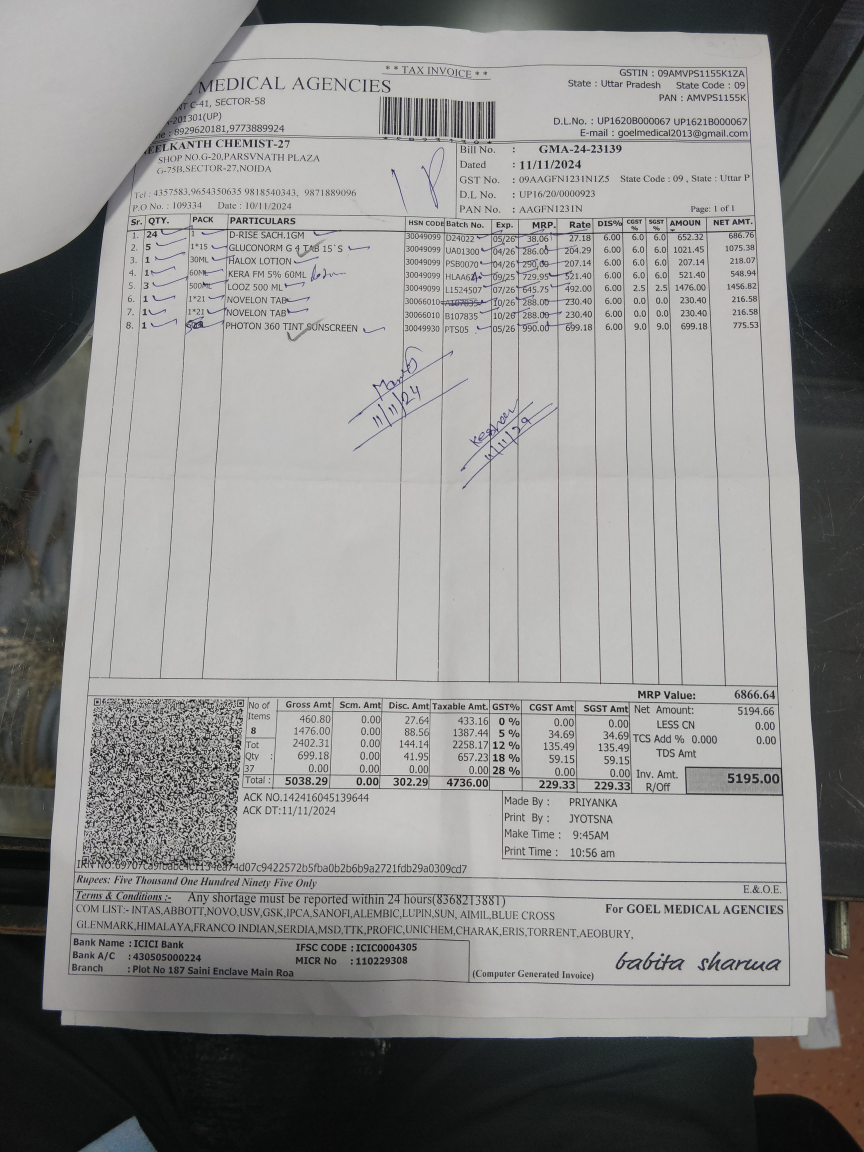 * * TAX INVOICE * *
GSTIN : 09AMVPS1155K1ZA
State : Uttar Pradesh State Code : 09
PAN : AMVPS1155K
L MEDICAL AGENCIES
RT C-41, SECTOR-58
-201301(UP)
: 8929620181,9773889924
D.L.No. : UP1620B000067 UP1621B000067
E-mail : goelmedical2013@gmail.com
EELKANTH CHEMIST-27
SHOP NO.G-20,PARSVNATH PLAZA
G-75B,SECTOR-27,NOIDA
Tel : 4357583,9654350635 9818540343, 9871889096
P.O No. : 109334 Date : 10/11/2024
Bill No. : GMA-24-23139
Dated : 11/11/2024
GST No. : 09AAGFN1231N1Z5 State Code : 09 , State : Uttar P
D.L No. : UP16/20/0000923
PAN No. : AAGFN1231N Page: 1 of 1
Sr. QTY. PACK PARTICULARS HSN CODE Batch No. Exp. MRP. Rate DIS% CGST % SGST % AMOUN NET AMT.
1. 24 1 D-RISE SACH.1GM 30049099 D24022 05/26 38.06 27.18 6.00 6.0 6.0 652.32 686.76
2. 5 1*15 GLUCONORM G 4 TAB 15`S 30049099 UA01300 04/26 286.00 204.29 6.00 6.0 6.0 1021.45 1075.38
3. 1 30ML HALOX LOTION 30049099 PSB0070 04/26 290.00 207.14 6.00 6.0 6.0 207.14 218.07
4. 1 60ML KERA FM 5% 60ML 30049099 09/25 729.95 521.40 6.00 6.0 6.0 521.40 548.94
5. 3 500ML LOOZ 500 ML 30049099 L1524507 07/26 645.75 492.00 6.00 2.5 2.5 1476.00 1456.82
6. 1 1*21 NOVELON TAB 30066010 A107835 10/26 288.00 230.40 6.00 0.0 0.0 230.40 216.58
7. 1 1*21 NOVELON TAB 30066010 B107835 10/26 288.00 230.40 6.00 0.0 0.0 230.40 216.58
8. 1 PHOTON 360 TINT SUNSCREEN 30049930 PTS05 05/26 990.00 699.18 6.00 9.0 9.0 699.18 775.53
11/11/24
MRP Value: 6866.64
No of Items 8 Tot Qty : 37
Gross Amt Scm. Amt Disc. Amt Taxable Amt. GST% CGST Amt SGST Amt
460.80 0.00 27.64 433.16 0 % 0.00 0.00
1476.00 0.00 88.56 1387.44 5 % 34.69 34.69
2402.31 0.00 144.14 2258.17 12 % 135.49 135.49
699.18 0.00 41.95 657.23 18 % 59.15 59.15
0.00 0.00 0.00 0.00 28 % 0.00 0.00
Total : 5038.29 0.00 302.29 4736.00 229.33 229.33
Net Amount: 5194.66
LESS CN 0.00
TCS Add % 0.000 0.00
TDS Amt
Inv. Amt. R/Off 5195.00
ACK NO.142416045139644
ACK DT:11/11/2024
Made By : PRIYANKA
Print By : JYOTSNA
Make Time : 9:45AM
Print Time : 10:56 am
Rupees: Five Thousand One Hundred Ninety Five Only
E.& O.E.
Terms & Conditions :- Any shortage must be reported within 24 hours(8368213881)
COM LIST:- INTAS,ABBOTT,NOVO,USV,GSK,IPCA,SANOFI,ALEMBIC,LUPIN,SUN, AIMIL,BLUE CROSS
GLENMARK,HIMALAYA,FRANCO INDIAN,SERDIA,MSD,TTK,PROFIC,UNICHEM,CHARAK,ERIS,TORRENT,AEOBURY,
For GOEL MEDICAL AGENCIES
Bank Name : ICICI Bank IFSC CODE : ICIC0004305
Bank A/C : 430505000224 MICR No : 110229308
Branch : Plot No 187 Saini Enclave Main Roa
(Computer Generated Invoice)
babita sharma